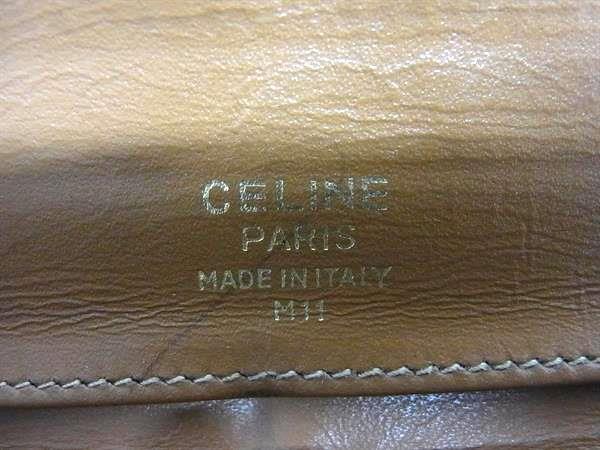 CELINE
PARIS
MADE IN ITALY
M11